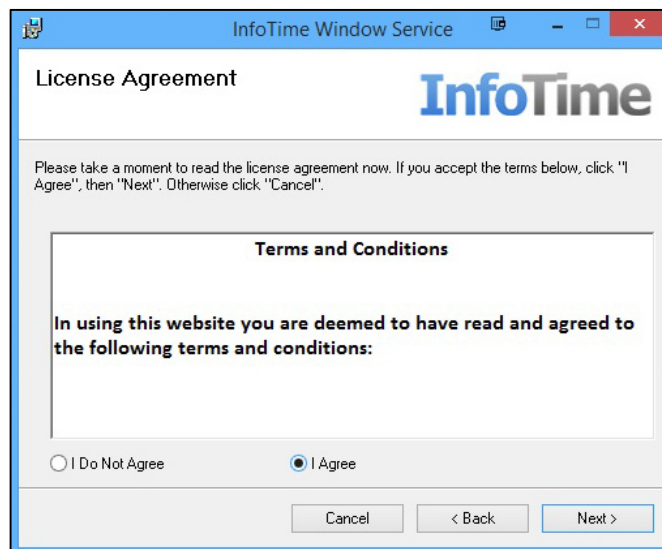 InfoTime Window Service
License Agreement
InfoTime
Please take a moment to read the license agreement now. If you accept the terms below, click "I
Agree", then "Next". Otherwise click "Cancel".
Terms and Conditions
In using this website you are deemed to have read and agreed to
the following terms and conditions:
I Do Not Agree
I Agree
Cancel
< Back
Next >